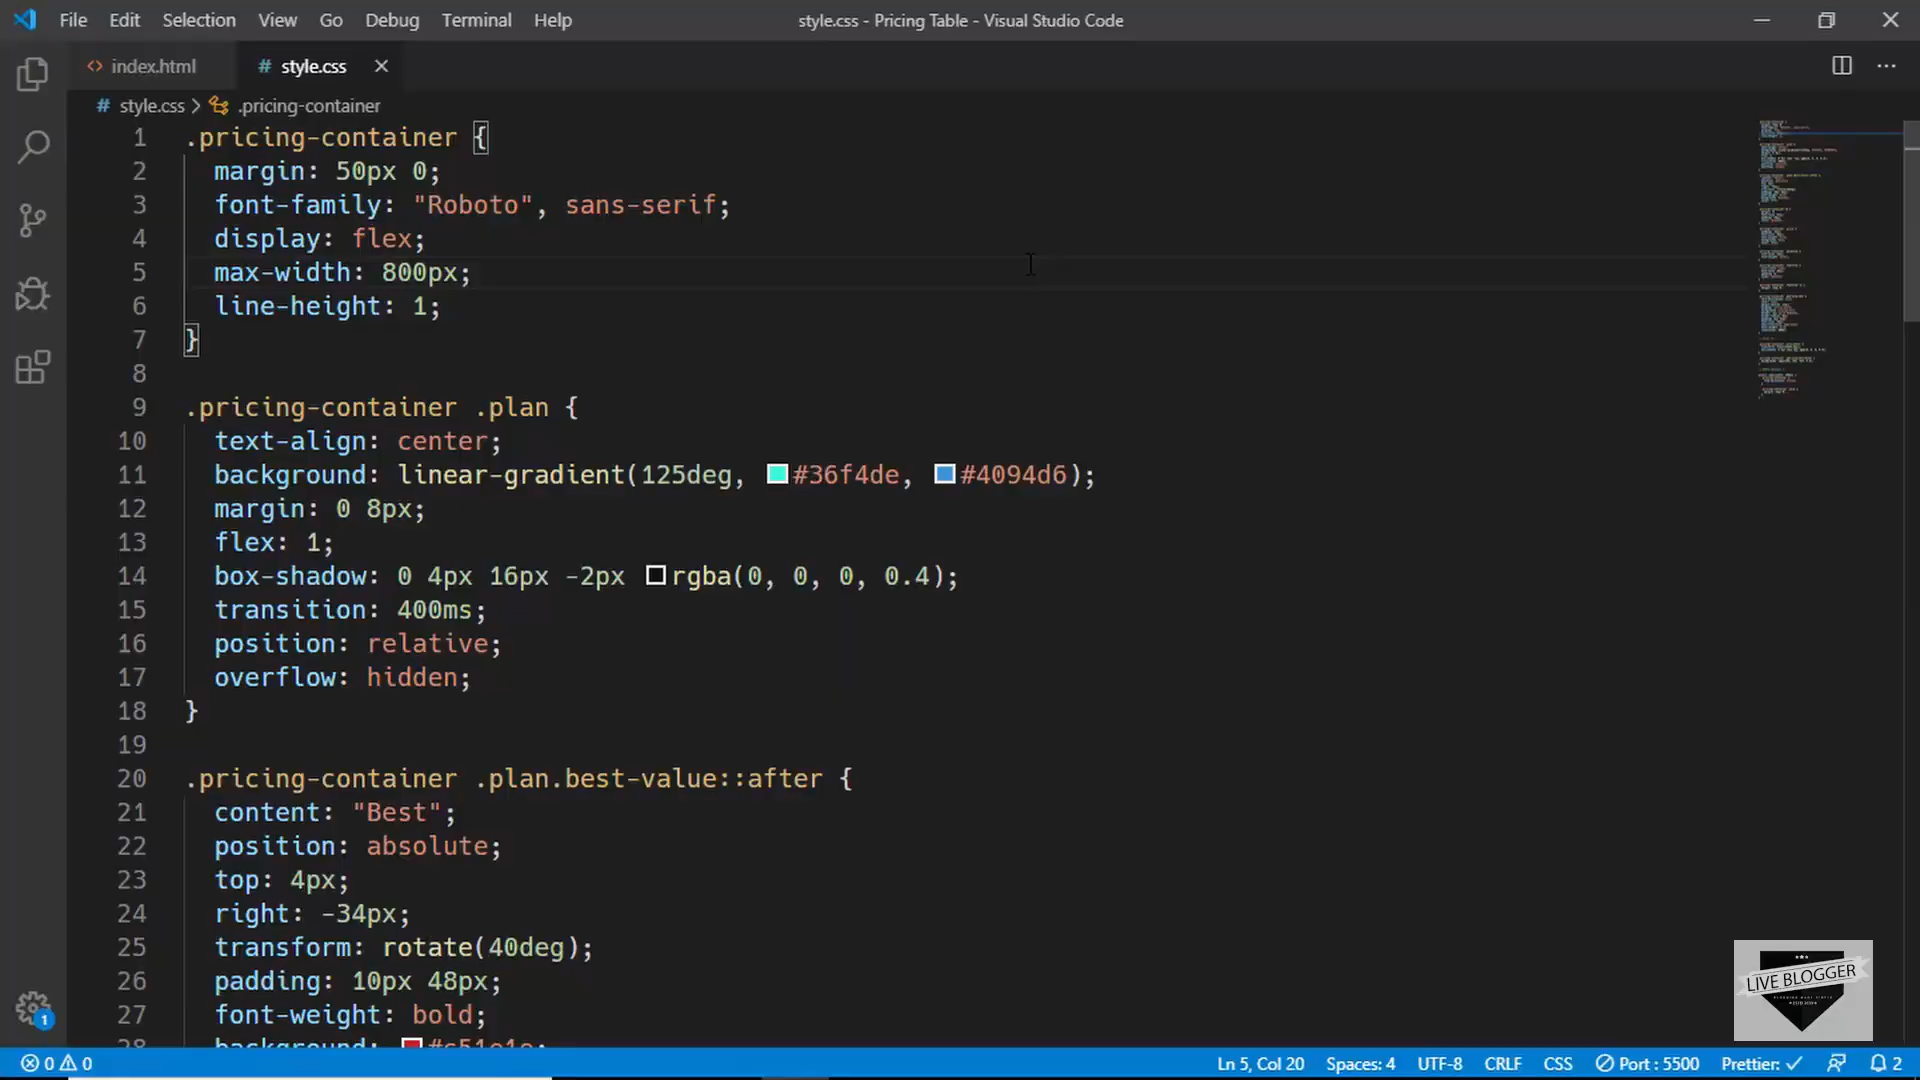 File Edit Selection View Go Debug Terminal Help style.css - Pricing Table - Visual Studio Code
index.html # style.css
# style.css > .pricing-container
1 .pricing-container {
2 margin: 50px 0;
3 font-family: "Roboto", sans-serif;
4 display: flex;
5 max-width: 800px;
6 line-height: 1;
7 }
8
9 .pricing-container .plan {
10 text-align: center;
11 background: linear-gradient(125deg, #36f4de, #4094d6);
12 margin: 0 8px;
13 flex: 1;
14 box-shadow: 0 4px 16px -2px rgba(0, 0, 0, 0.4);
15 transition: 400ms;
16 position: relative;
17 overflow: hidden;
18 }
19
20 .pricing-container .plan.best-value::after {
21 content: "Best";
22 position: absolute;
23 top: 4px;
24 right: -34px;
25 transform: rotate(40deg);
26 padding: 10px 48px;
27 font-weight: bold;
28
LIVE BLOGGER
1
0 0 Ln 5, Col 20 Spaces: 4 UTF-8 CRLF CSS Port : 5500 Prettier: ✓ 2